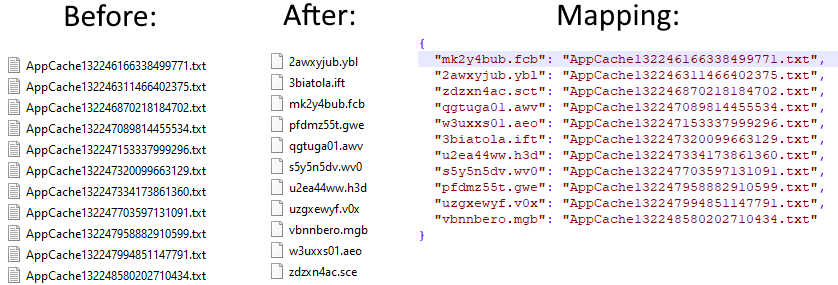 Before:
AppCache132246166338499771.txt
AppCache132246311466402375.txt
AppCache132246870218184702.txt
AppCache132247089814455534.txt
AppCache132247153337999296.txt
AppCache132247320099663129.txt
AppCache132247334173861360.txt
AppCache132247703597131091.txt
AppCache132247958882910599.txt
AppCache132247994851147791.txt
AppCache132248580202710434.txt
After:
2awxyjub.ybl
3biatola.ift
mk2y4bub.fcb
pfdmz55t.gwe
qgtuga01.awv
s5y5n5dv.wv0
u2ea44ww.h3d
uzgxewyf.v0x
vbnnbero.mgb
w3uxxs01.aeo
zdzxn4ac.sce
Mapping:
{
"mk2y4bub.fcb": "AppCache132246166338499771.txt",
"2awxyjub.ybl": "AppCache132246311466402375.txt",
"zdzxn4ac.sct": "AppCache132246870218184702.txt",
"qgtuga01.awv": "AppCache132247089814455534.txt",
"w3uxxs01.aeo": "AppCache132247153337999296.txt",
"3biatola.ift": "AppCache132247320099663129.txt",
"u2ea44ww.h3d": "AppCache132247334173861360.txt",
"s5y5n5dv.wv0": "AppCache132247703597131091.txt",
"pfdmz55t.gwe": "AppCache132247958882910599.txt",
"uzgxewyf.v0x": "AppCache132247994851147791.txt",
"vbnnbero.mgb": "AppCache132248580202710434.txt"
}